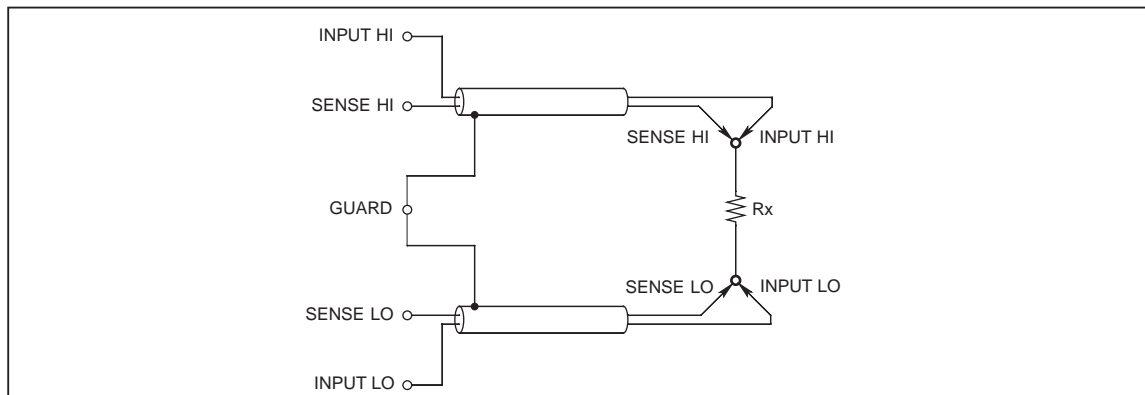 INPUT HI
SENSE HI
SENSE HI
INPUT HI
GUARD
Rx
SENSE LO
INPUT LO
SENSE LO
INPUT LO